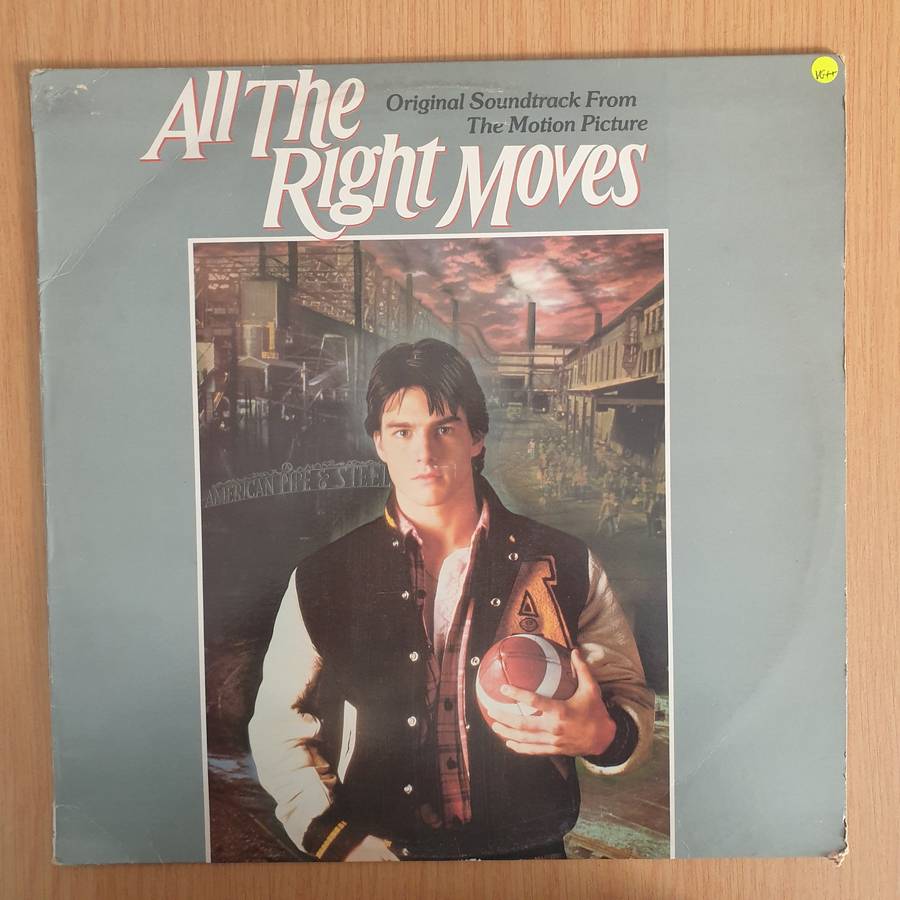 All The
Right Moves
Original Soundtrack From
The Motion Picture
VG++
AMERICAN PIPE & STEEL
A